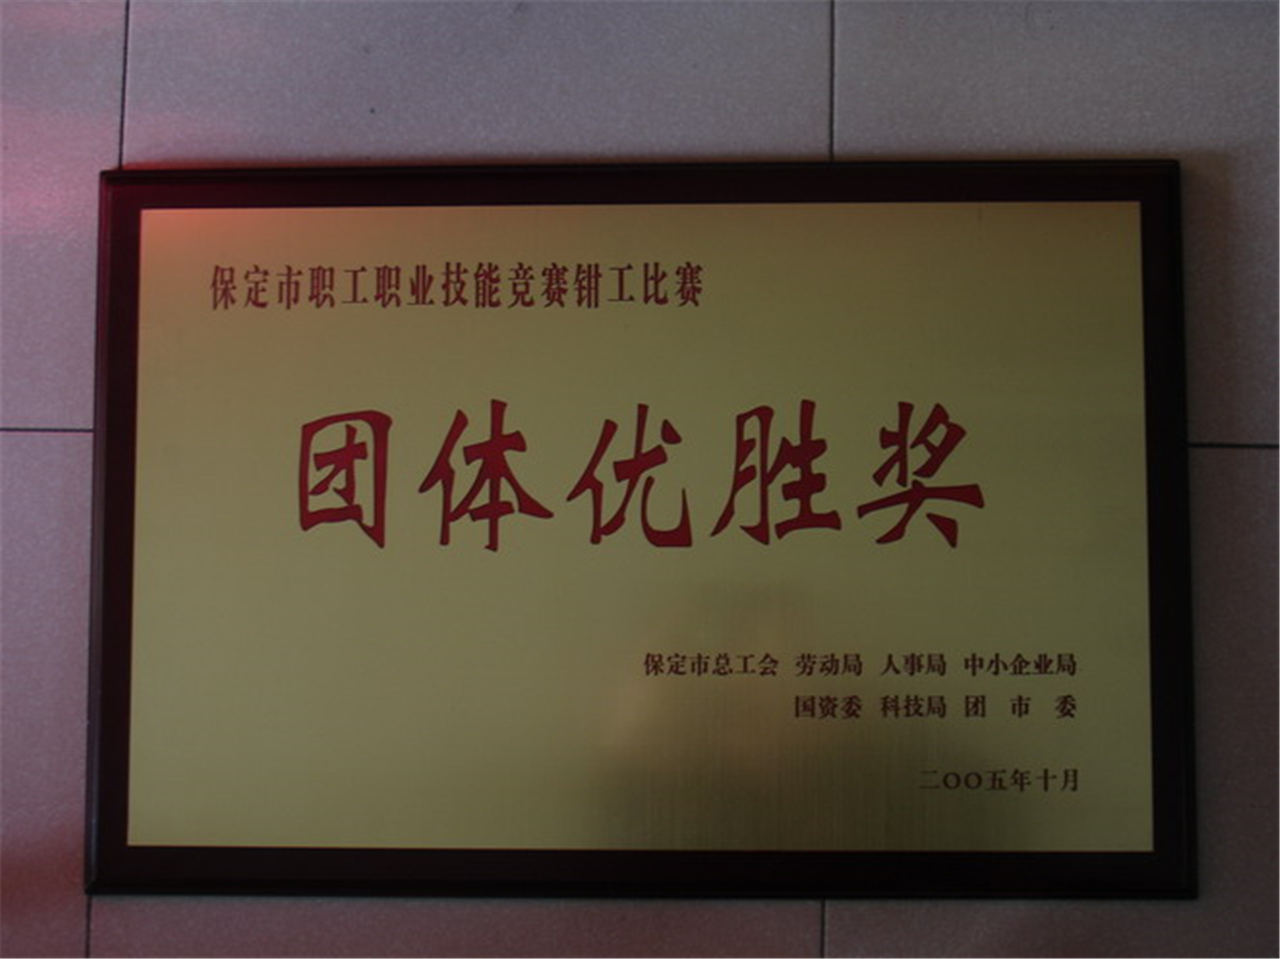 保定市职工职业技能竞赛钳工比赛
团体优胜奖
保定市总工会 劳动局 人事局 中小企业局
国资委 科技局 团 市 委
二〇〇五年十月